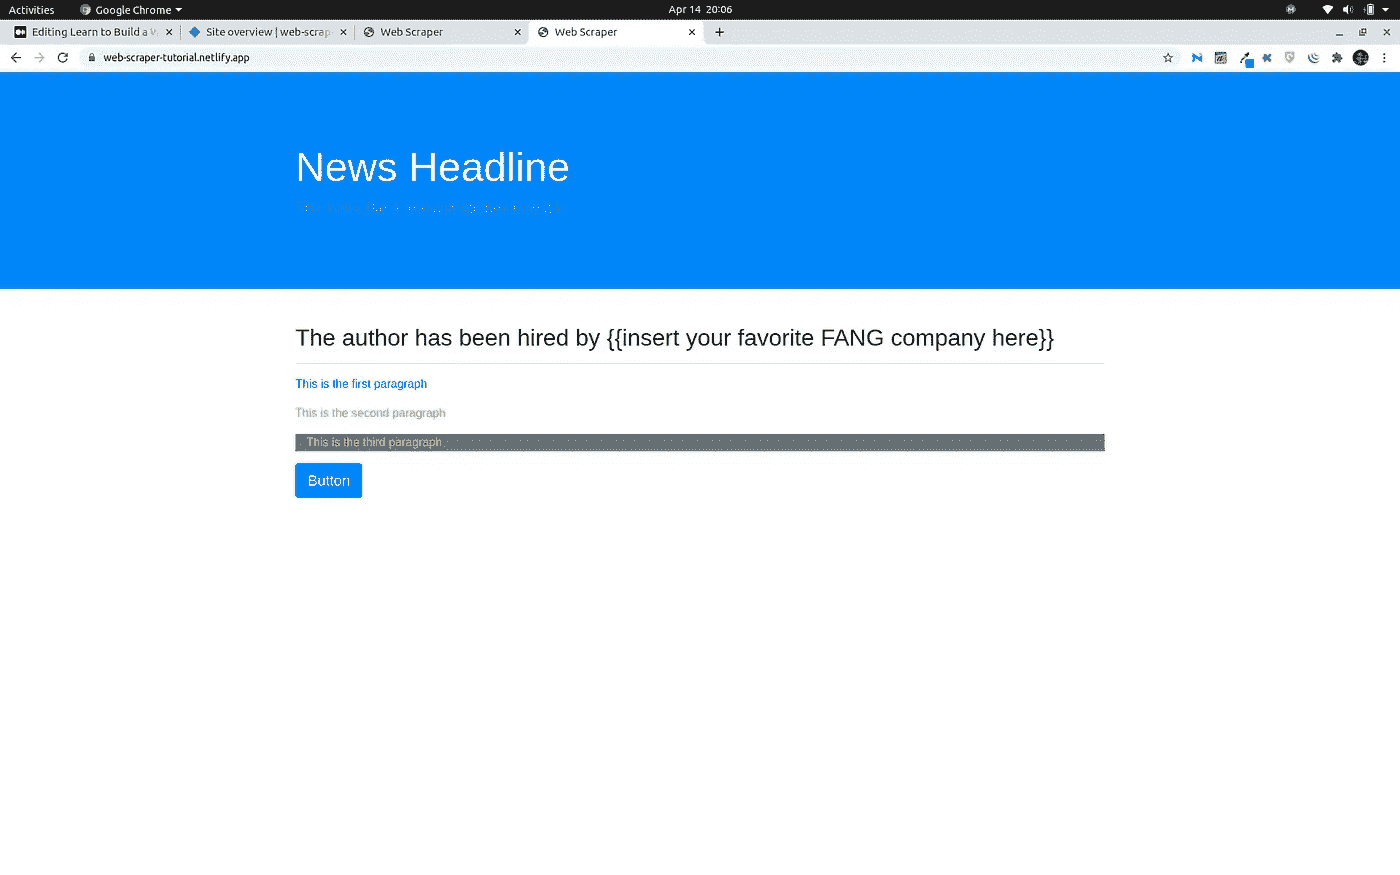 Activities Google Chrome Apr 14 20:06
Editing Learn to Build a Site overview | web-scrap Web Scraper Web Scraper
web-scraper-tutorial.netlify.app
News Headline
The author has been hired by {{insert your favorite FANG company here}}
This is the first paragraph
This is the second paragraph
This is the third paragraph
Button